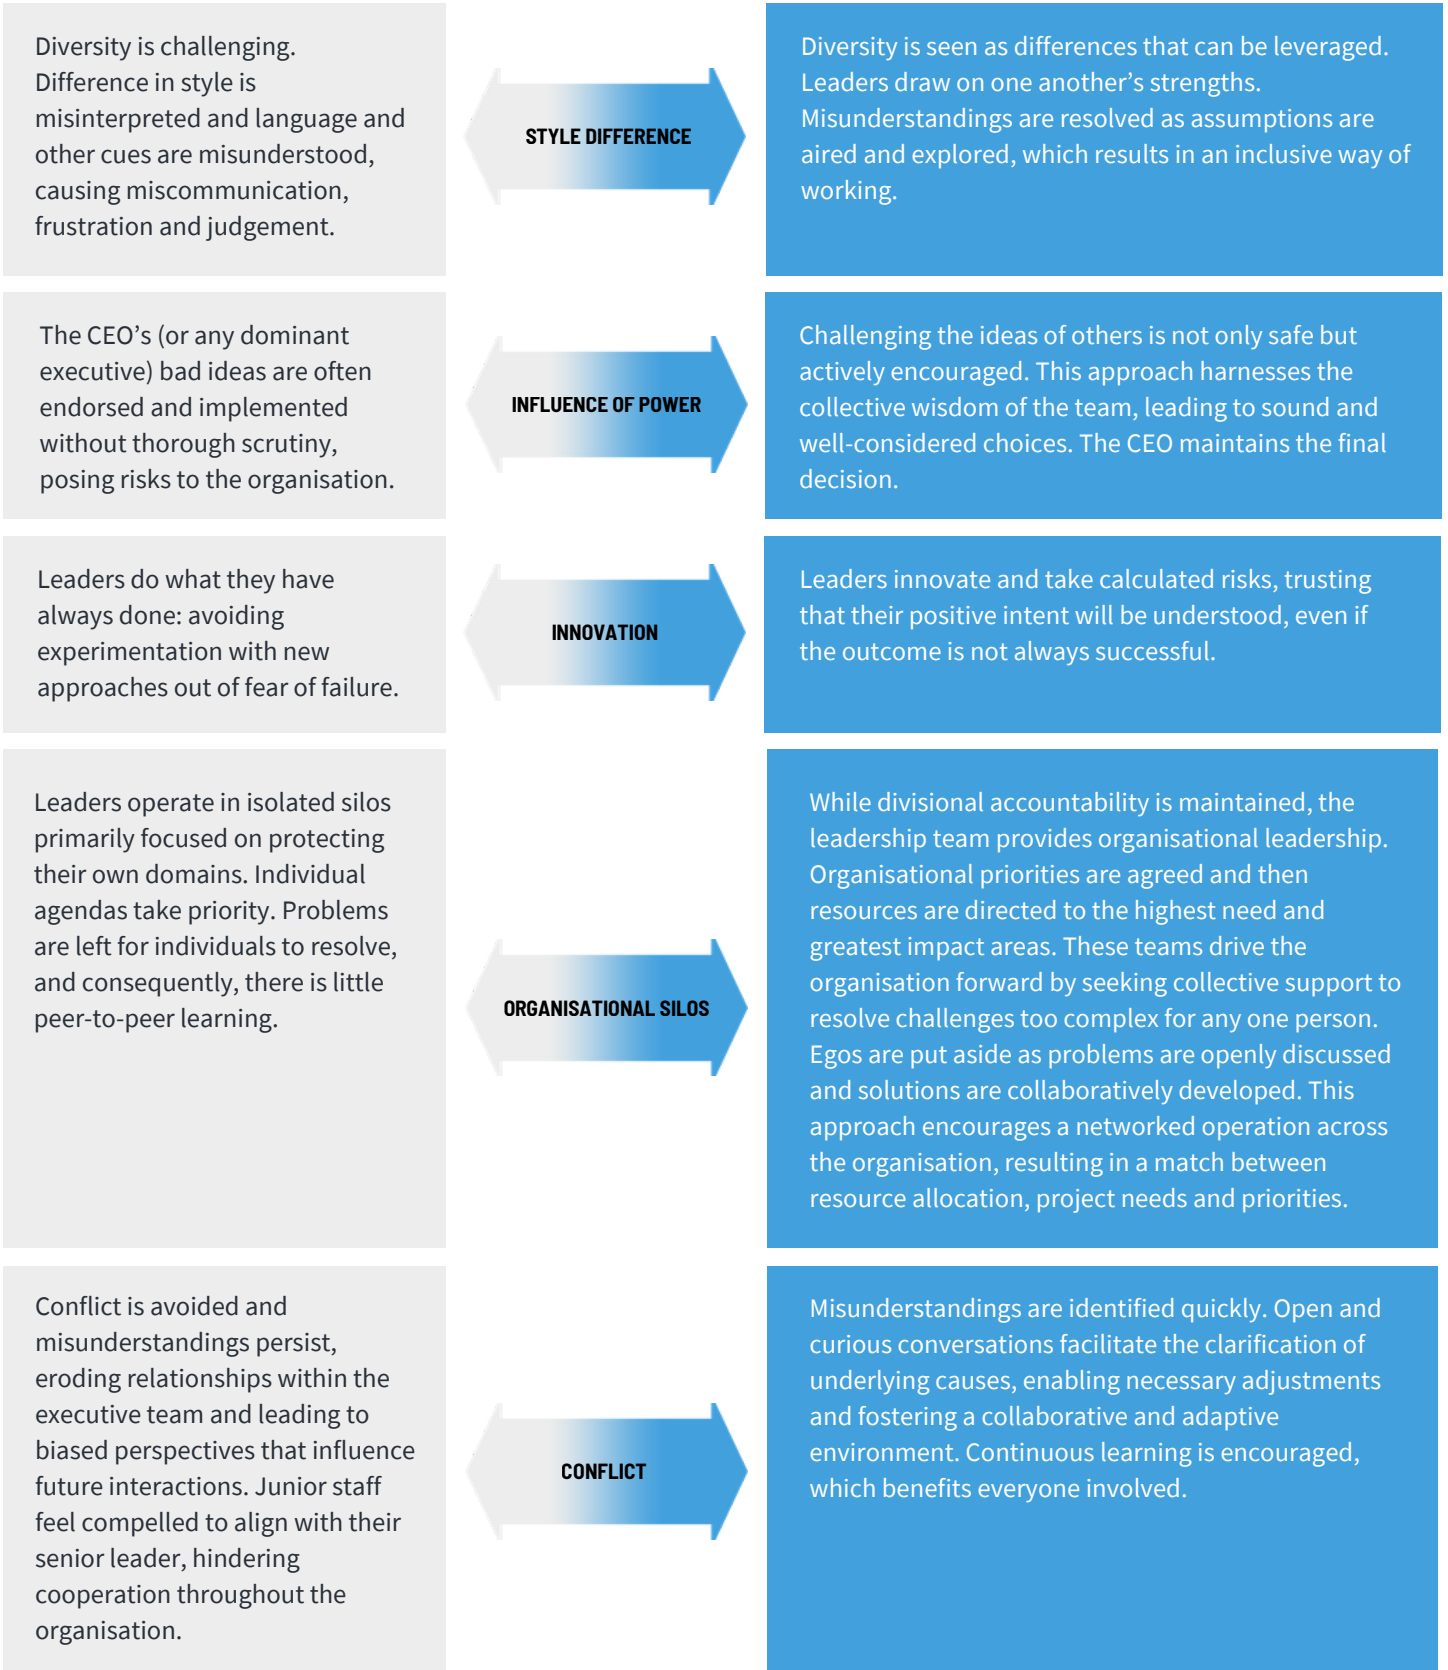 Diversity is challenging.
Difference in style is
misinterpreted and language and
other cues are misunderstood,
causing miscommunication,
frustration and judgement.
STYLE DIFFERENCE
Diversity is seen as differences that can be leveraged.
Leaders draw on one another’s strengths.
Misunderstandings are resolved as assumptions are
aired and explored, which results in an inclusive way of
working.
The CEO’s (or any dominant
executive) bad ideas are often
endorsed and implemented
without thorough scrutiny,
posing risks to the organisation.
INFLUENCE OF POWER
Challenging the ideas of others is not only safe but
actively encouraged. This approach harnesses the
collective wisdom of the team, leading to sound and
well-considered choices. The CEO maintains the final
decision.
Leaders do what they have
always done: avoiding
experimentation with new
approaches out of fear of failure.
INNOVATION
Leaders innovate and take calculated risks, trusting
that their positive intent will be understood, even if
the outcome is not always successful.
Leaders operate in isolated silos
primarily focused on protecting
their own domains. Individual
agendas take priority. Problems
are left for individuals to resolve,
and consequently, there is little
peer-to-peer learning.
ORGANISATIONAL SILOS
While divisional accountability is maintained, the
leadership team provides organisational leadership.
Organisational priorities are agreed and then
resources are directed to the highest need and
greatest impact areas. These teams drive the
organisation forward by seeking collective support to
resolve challenges too complex for any one person.
Egos are put aside as problems are openly discussed
and solutions are collaboratively developed. This
approach encourages a networked operation across
the organisation, resulting in a match between
resource allocation, project needs and priorities.
Conflict is avoided and
misunderstandings persist,
eroding relationships within the
executive team and leading to
biased perspectives that influence
future interactions. Junior staff
feel compelled to align with their
senior leader, hindering
cooperation throughout the
organisation.
CONFLICT
Misunderstandings are identified quickly. Open and
curious conversations facilitate the clarification of
underlying causes, enabling necessary adjustments
and fostering a collaborative and adaptive
environment. Continuous learning is encouraged,
which benefits everyone involved.